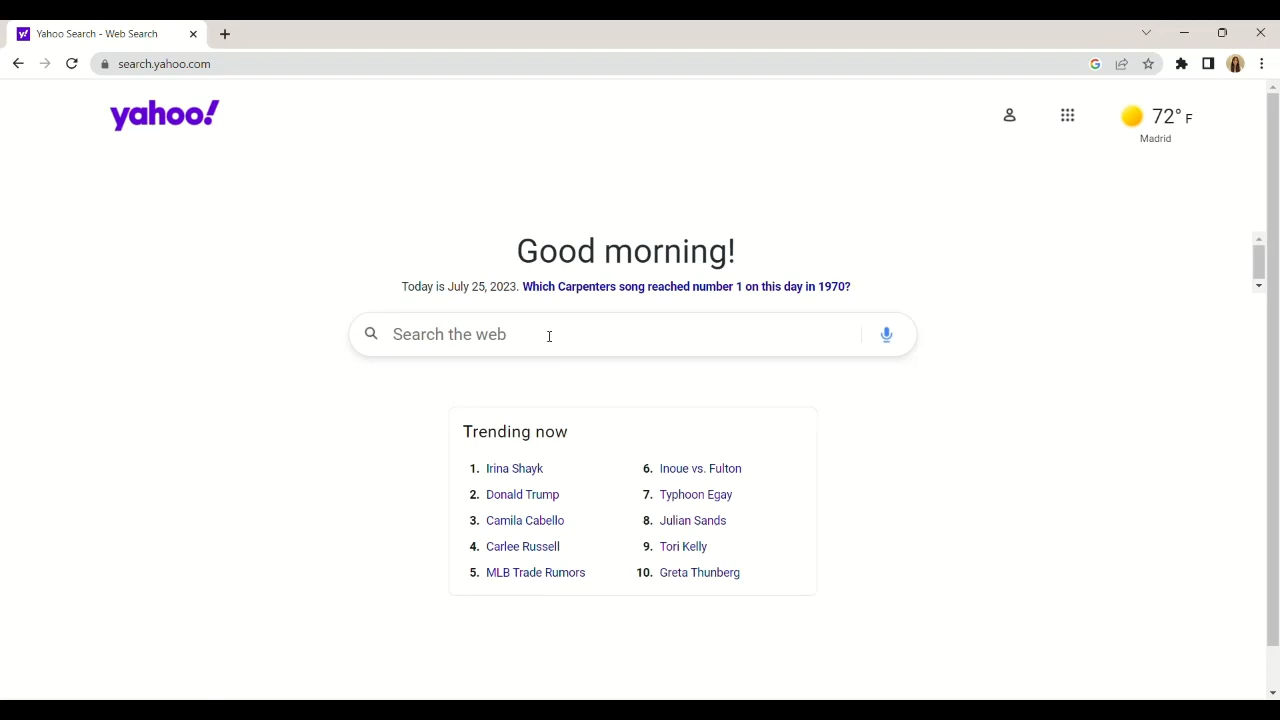 Yahoo Search - Web Search
search.yahoo.com
yahoo!
72° F
Madrid
Good morning!
Today is July 25, 2023. Which Carpenters song reached number 1 on this day in 1970?
Search the web
Trending now
1. Irina Shayk
2. Donald Trump
3. Camila Cabello
4. Carlee Russell
5. MLB Trade Rumors
6. Inoue vs. Fulton
7. Typhoon Egay
8. Julian Sands
9. Tori Kelly
10. Greta Thunberg